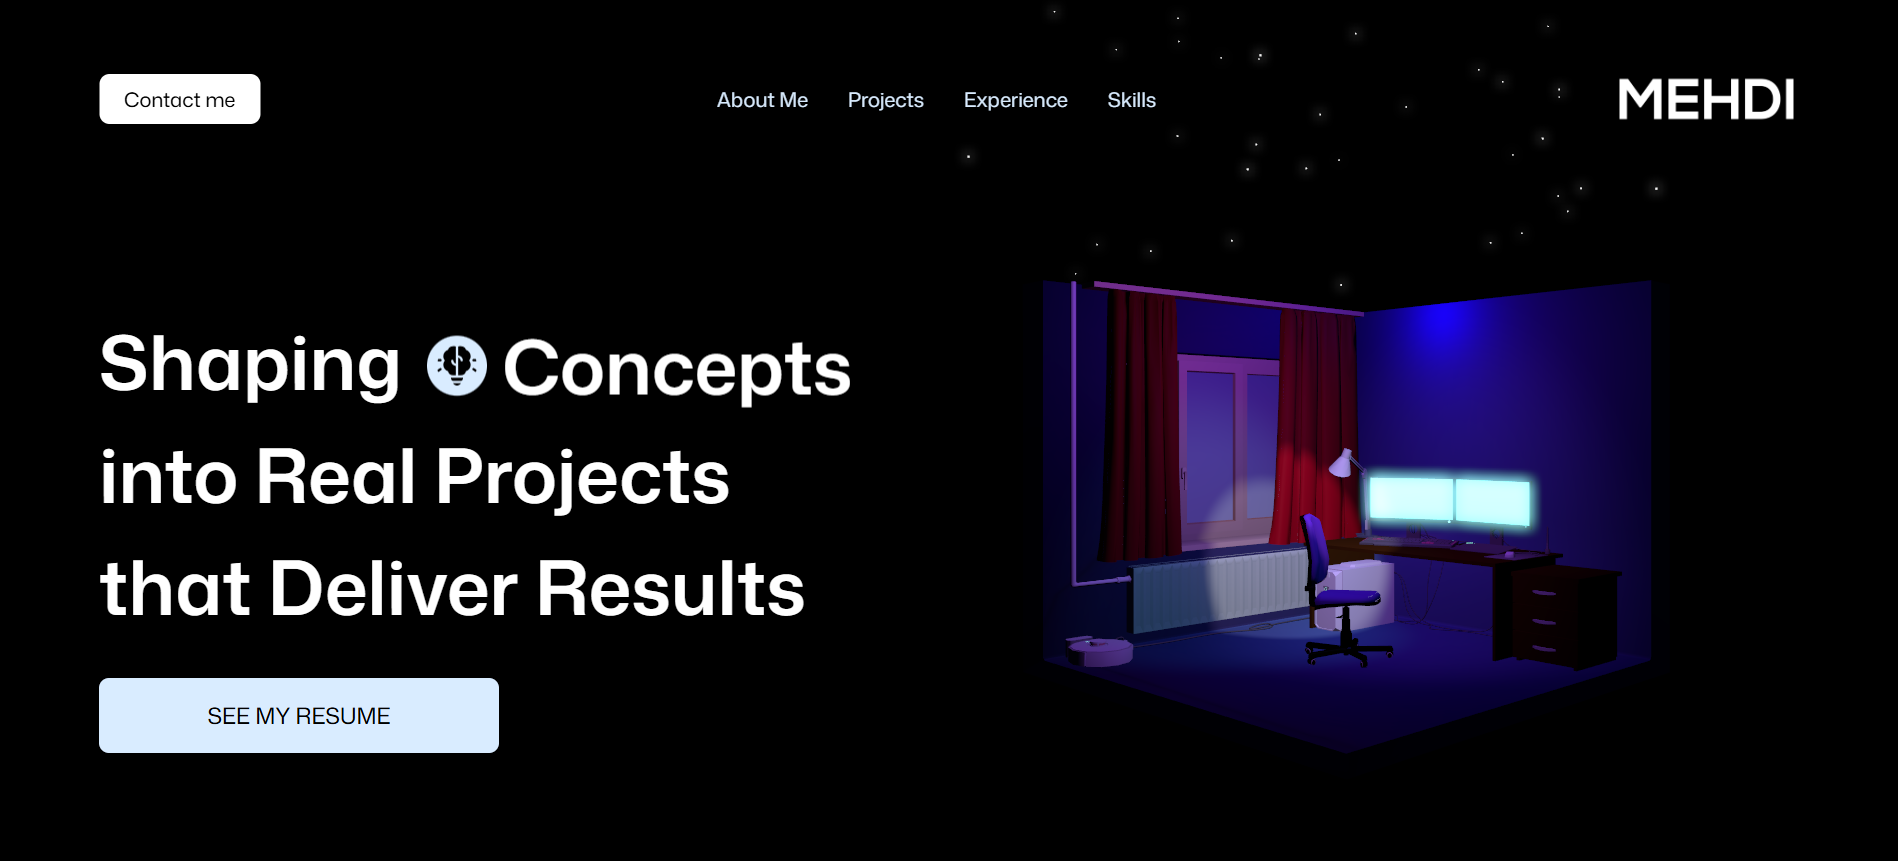 Contact me
About Me
Projects
Experience
Skills
MEHDI
Shaping Concepts
into Real Projects
that Deliver Results
SEE MY RESUME